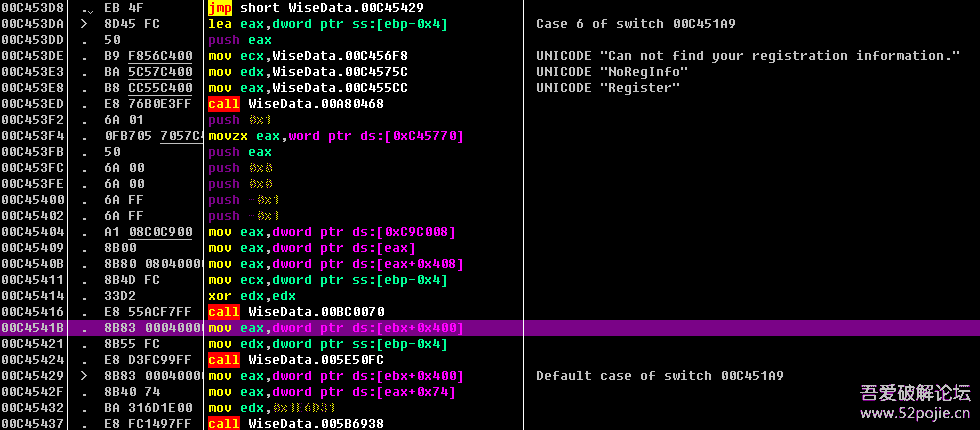 00C453D8 . EB 4F jmp short WiseData.00C45429
00C453DA > 8D45 FC lea eax,dword ptr ss:[ebp-0x4] Case 6 of switch 00C451A9
00C453DD . 50 push eax
00C453DE . B9 F856C400 mov ecx,WiseData.00C456F8 UNICODE "Can not find your registration information."
00C453E3 . BA 5C57C400 mov edx,WiseData.00C4575C UNICODE "NoRegInfo"
00C453E8 . B8 CC55C400 mov eax,WiseData.00C455CC UNICODE "Register"
00C453ED . E8 76B0E3FF call WiseData.00A80468
00C453F2 . 6A 01 push 0x1
00C453F4 . 0FB705 7057C4 movzx eax,word ptr ds:[0xC45770]
00C453FB . 50 push eax
00C453FC . 6A 00 push 0x0
00C453FE . 6A 00 push 0x0
00C45400 . 6A FF push -0x1
00C45402 . 6A FF push -0x1
00C45404 . A1 08C0C900 mov eax,dword ptr ds:[0xC9C008]
00C45409 . 8B00 mov eax,dword ptr ds:[eax]
00C4540B . 8B80 08040000 mov eax,dword ptr ds:[eax+0x408]
00C45411 . 8B4D FC mov ecx,dword ptr ss:[ebp-0x4]
00C45414 . 33D2 xor edx,edx
00C45416 . E8 55ACF7FF call WiseData.00BC0070
00C4541B . 8B83 00040000 mov eax,dword ptr ds:[ebx+0x400]
00C45421 . 8B55 FC mov edx,dword ptr ss:[ebp-0x4]
00C45424 . E8 D3FC99FF call WiseData.005E50FC
00C45429 > 8B83 00040000 mov eax,dword ptr ds:[ebx+0x400] Default case of switch 00C451A9
00C4542F . 8B40 74 mov eax,dword ptr ds:[eax+0x74]
00C45432 . BA 316D1E00 mov edx,0x1E6D31
00C45437 . E8 FC1497FF call WiseData.005B6938
吾爱破解论坛
www.52pojie.cn